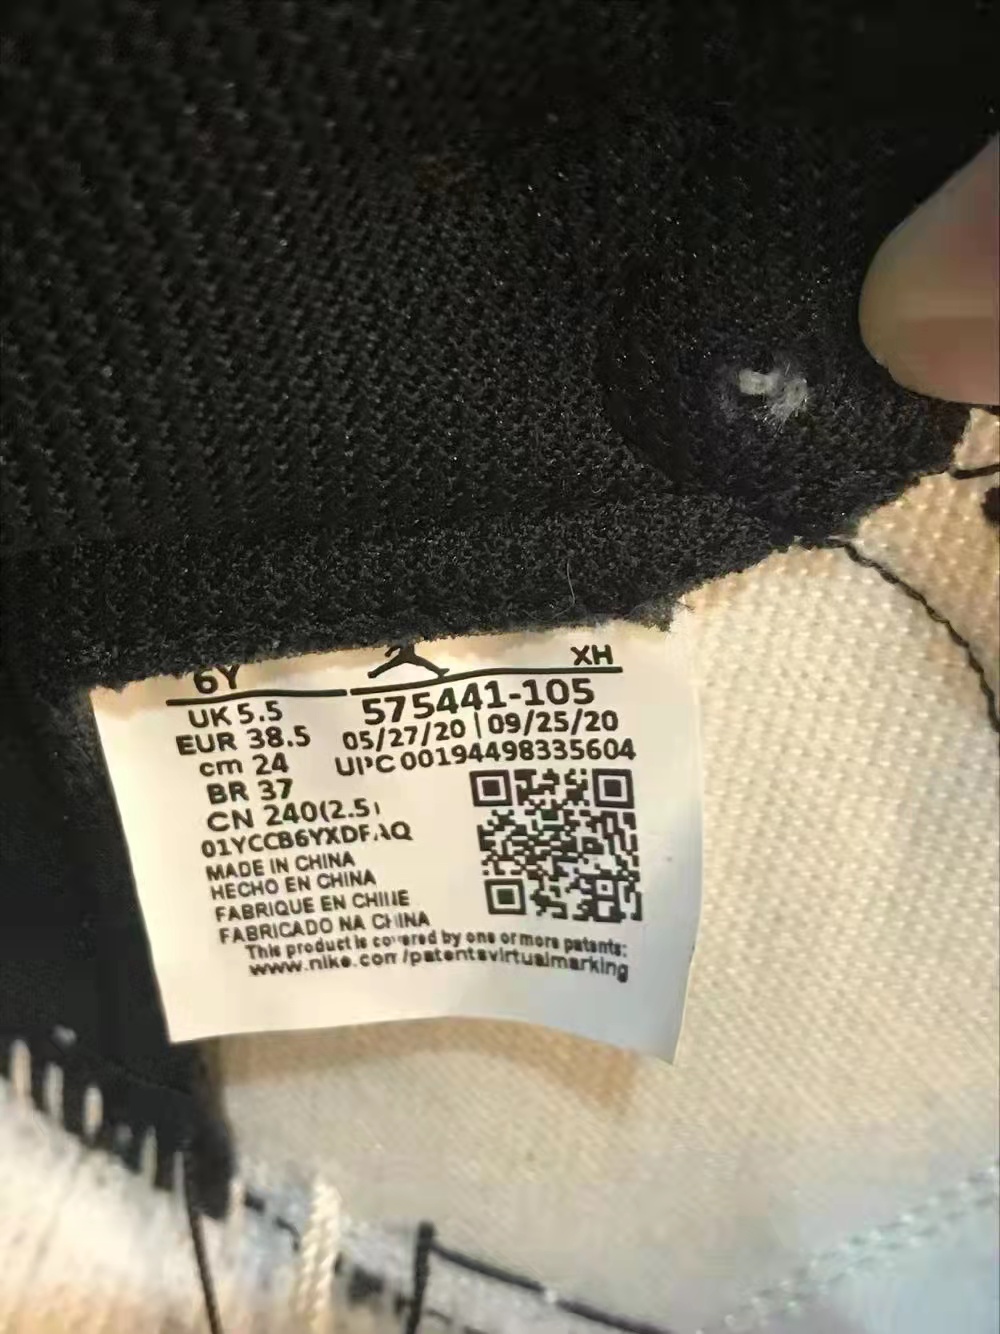 6Y
XH
UK 5.5
575441-105
EUR 38.5
05/27/20 | 09/25/20
cm 24
UPC 00194498335604
BR 37
CN 240(2.5)
01YCCB6YXDFAQ
MADE IN CHINA
HECHO EN CHINA
FABRIQUE EN CHINE
FABRICADO NA CHINA
This product is covered by one or more patents:
www.nike.com/patentsvirtualmarking